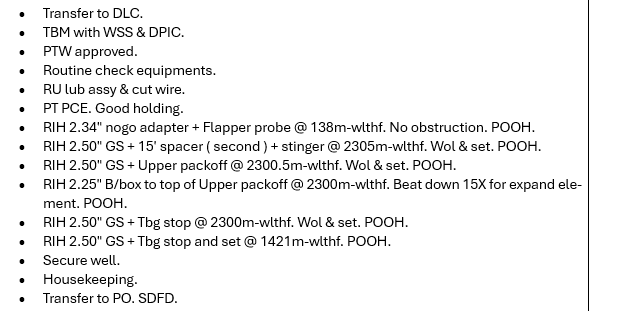 • Transfer to DLC.
• TBM with WSS & DPIC.
• PTW approved.
• Routine check equipments.
• RU lub assy & cut wire.
• PT PCE. Good holding.
• RIH 2.34" nogo adapter + Flapper probe @ 138m-wlthf. No obstruction. POOH.
• RIH 2.50" GS + 15' spacer ( second ) + stinger @ 2305m-wlthf. Wol & set. POOH.
• RIH 2.50" GS + Upper packoff @ 2300.5m-wlthf. Wol & set. POOH.
• RIH 2.25" B/box to top of Upper packoff @ 2300m-wlthf. Beat down 15X for expand ele-
ment. POOH.
• RIH 2.50" GS + Tbg stop @ 2300m-wlthf. Wol & set. POOH.
• RIH 2.50" GS + Tbg stop and set @ 1421m-wlthf. POOH.
• Secure well.
• Housekeeping.
• Transfer to PO. SDFD.